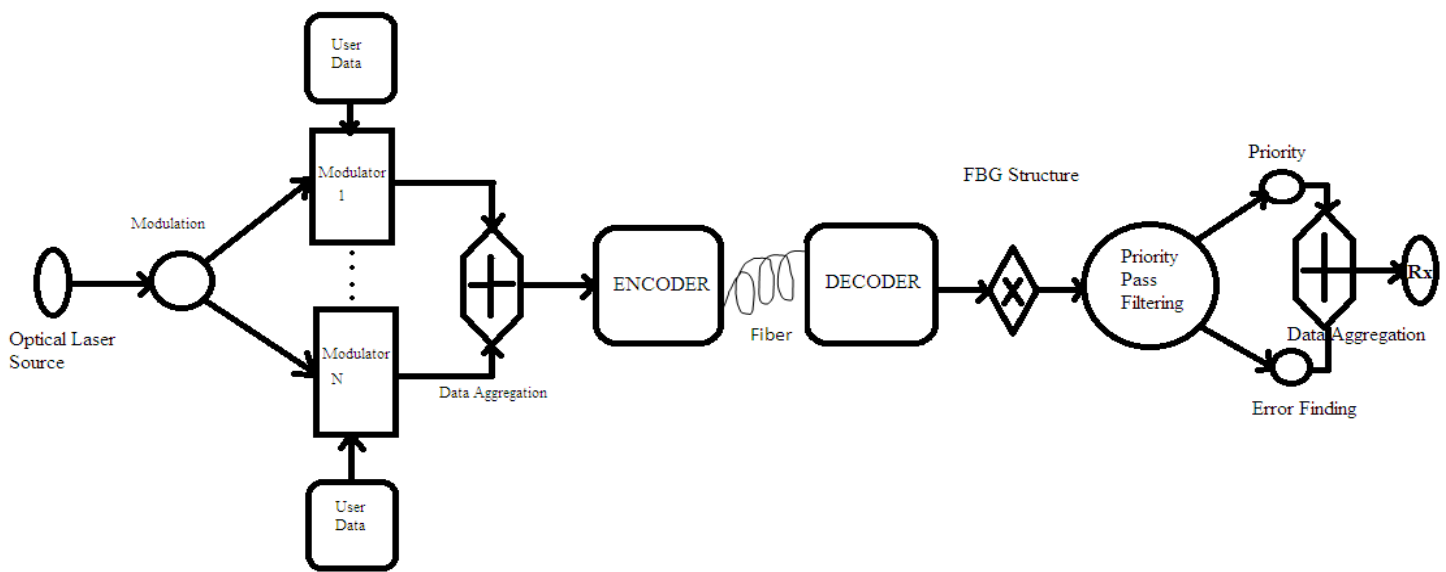 User
Data
Modulator
1
Modulation
Optical Laser
Source
Modulator
N
User
Data
Data Aggregation
ENCODER
Fiber
DECODER
FBG Structure
Priority
Pass
Filtering
Priority
Rx
Data Aggregation
Error Finding